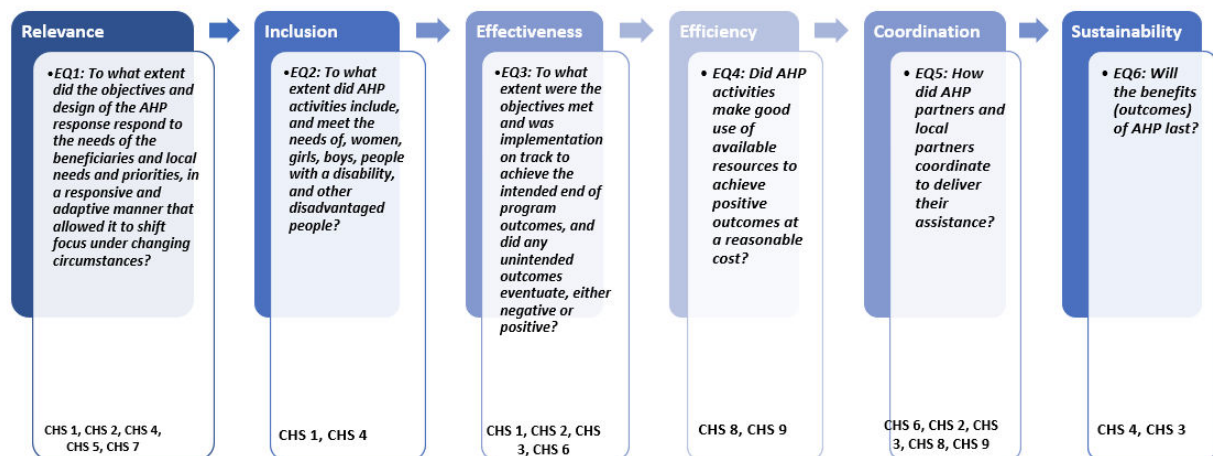 Relevance
•EQ1: To what extent
did the objectives and
design of the AHP
response respond to
the needs of the
beneficiaries and local
needs and priorities, in
a responsive and
adaptive manner that
allowed it to shift
focus under changing
circumstances?
CHS 1, CHS 2, CHS 4,
CHS 5, CHS 7
Inclusion
•EQ2: To what
extent did AHP
activities include,
and meet the
needs of, women,
girls, boys, people
with a disability,
and other
disadvantaged
people?
CHS 1, CHS 4
Effectiveness
•EQ3: To what
extent were the
objectives met
and was
implementation
on track to
achieve the
intended end of
program
outcomes, and
did any
unintended
outcomes
eventuate, either
negative or
positive?
CHS 1, CHS 2, CHS
3, CHS 6
Efficiency
• EQ4: Did AHP
activities
make good
use of
available
resources to
achieve
positive
outcomes at
a reasonable
cost?
CHS 8, CHS 9
Coordination
• EQ5: How
did AHP
partners and
local
partners
coordinate
to deliver
their
assistance?
CHS 6, CHS 2, CHS
3, CHS 8, CHS 9
Sustainability
• EQ6: Will
the benefits
(outcomes)
of AHP last?
CHS 4, CHS 3